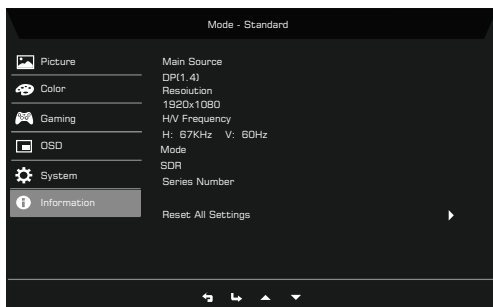 Mode - Standard
Picture
Color
Gaming
OSD
System
Information
Main Source
DP(1.4)
Resoiution
1920x1080
H/V Frequency
H: 67KHz V: 60Hz
Mode
SDR
Series Number
Reset All Settings